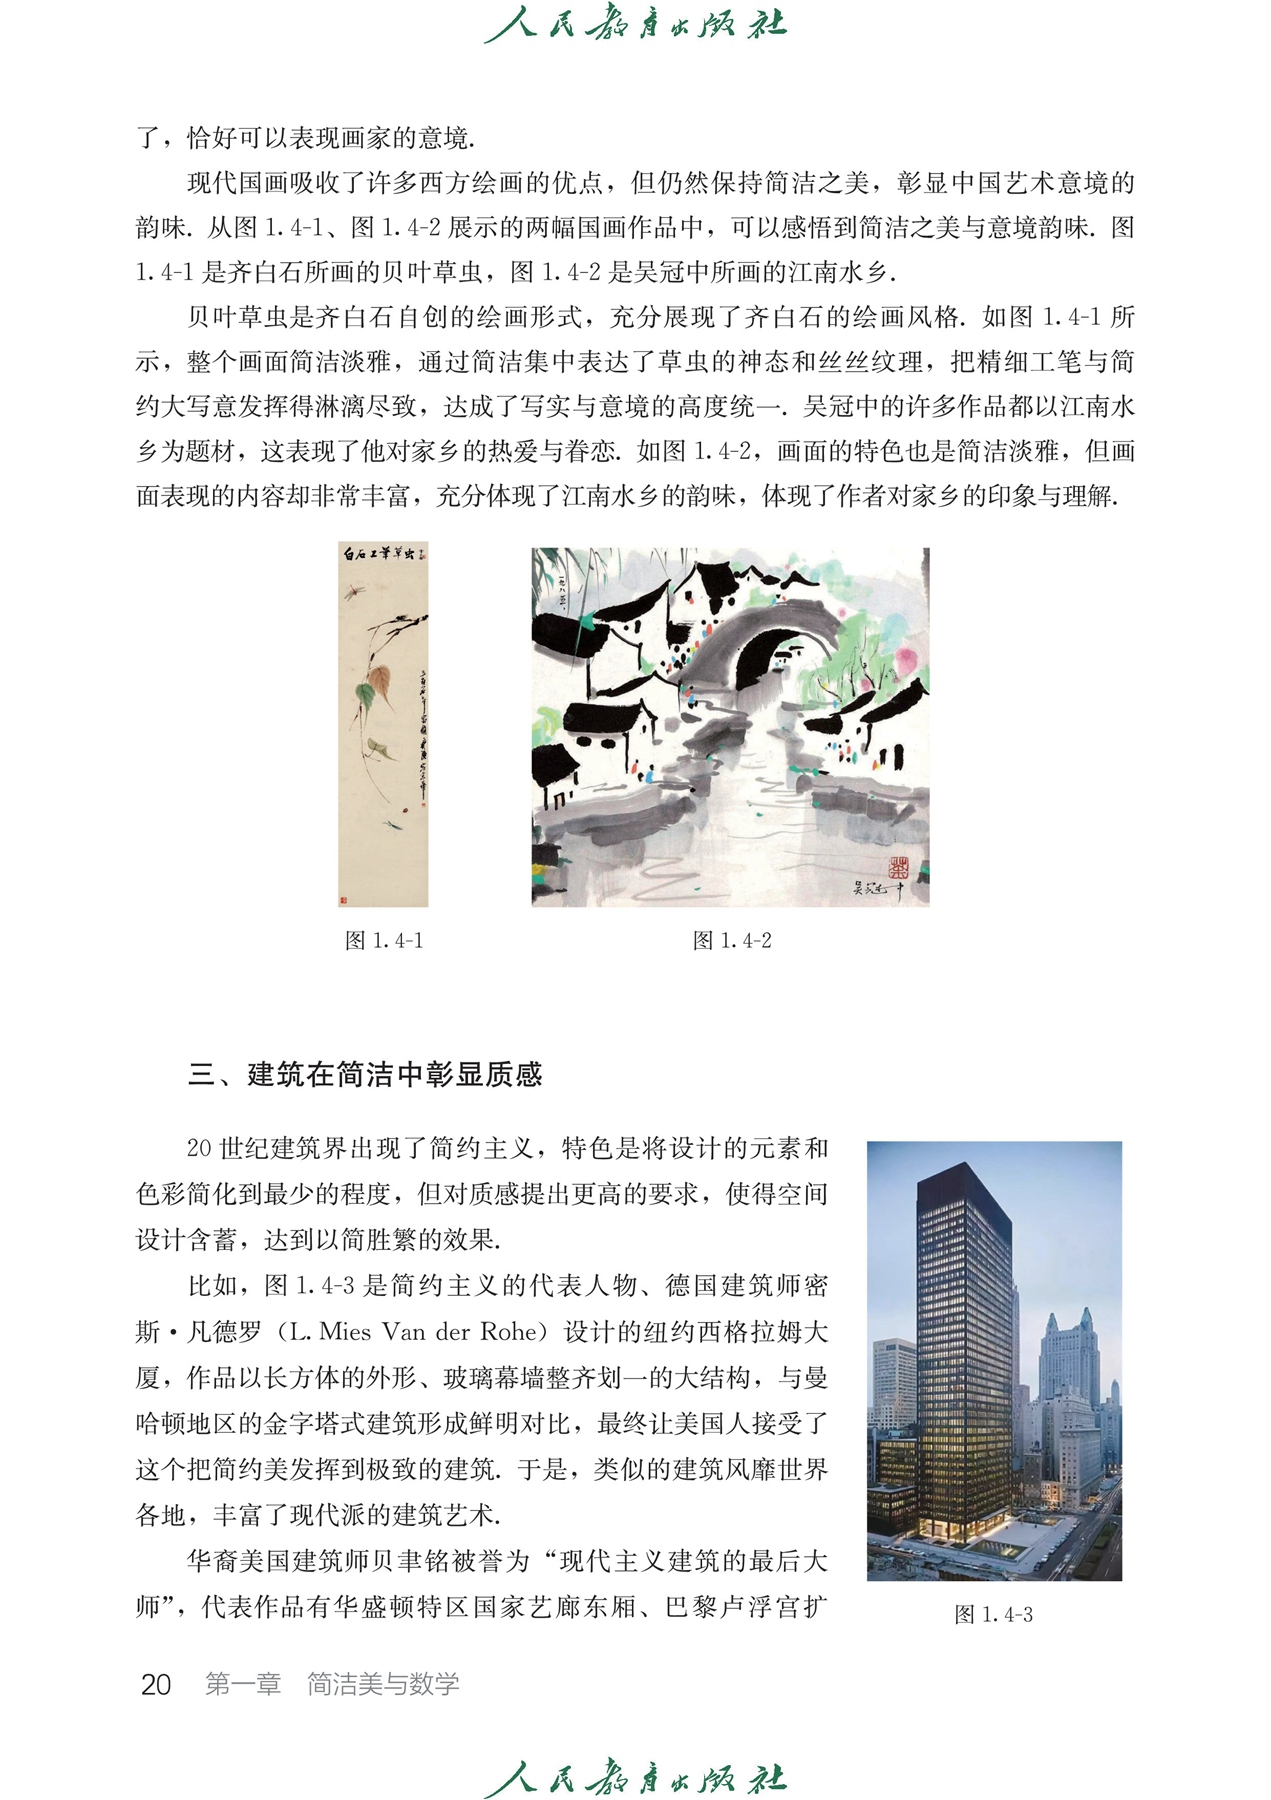 人民教育出版社
了，恰好可以表现画家的意境.
现代国画吸收了许多西方绘画的优点，但仍然保持简洁之美，彰显中国艺术意境的
韵味. 从图 1.4-1、图 1.4-2 展示的两幅国画作品中，可以感悟到简洁之美与意境韵味. 图
1.4-1 是齐白石所画的贝叶草虫，图 1.4-2 是吴冠中所画的江南水乡.
贝叶草虫是齐白石自创的绘画形式，充分展现了齐白石的绘画风格. 如图 1.4-1 所
示，整个画面简洁淡雅，通过简洁集中表达了草虫的神态和丝丝纹理，把精细工笔与简
约大写意发挥得淋漓尽致，达成了写实与意境的高度统一. 吴冠中的许多作品都以江南水
乡为题材，这表现了他对家乡的热爱与眷恋. 如图 1.4-2，画面的特色也是简洁淡雅，但画
面表现的内容却非常丰富，充分体现了江南水乡的韵味，体现了作者对家乡的印象与理解.
白石工笔草虫
吴冠中
图 1.4-1
图 1.4-2
三、建筑在简洁中彰显质感
20 世纪建筑界出现了简约主义，特色是将设计的元素和
色彩简化到最少的程度，但对质感提出更高的要求，使得空间
设计含蓄，达到以简胜繁的效果.
比如，图 1.4-3 是简约主义的代表人物、德国建筑师密
斯·凡德罗（L. Mies Van der Rohe）设计的纽约西格拉姆大
厦，作品以长方体的外形、玻璃幕墙整齐划一的大结构，与曼
哈顿地区的金字塔式建筑形成鲜明对比，最终让美国人接受了
这个把简约美发挥到极致的建筑. 于是，类似的建筑风靡世界
各地，丰富了现代派的建筑艺术.
华裔美国建筑师贝聿铭被誉为“现代主义建筑的最后大
师”，代表作品有华盛顿特区国家艺廊东厢、巴黎卢浮宫扩
图 1.4-3
20 第一章 简洁美与数学
人民教育出版社